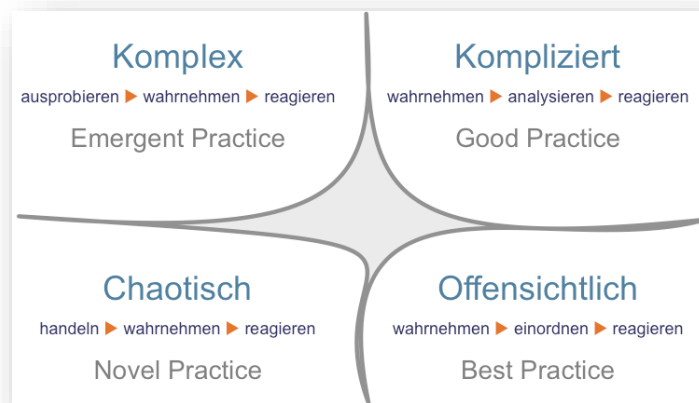 Komplex
ausprobieren ▶ wahrnehmen ▶ reagieren
Emergent Practice
Kompliziert
wahrnehmen ▶ analysieren ▶ reagieren
Good Practice
Chaotisch
handeln ▶ wahrnehmen ▶ reagieren
Novel Practice
Offensichtlich
wahrnehmen ▶ einordnen ▶ reagieren
Best Practice